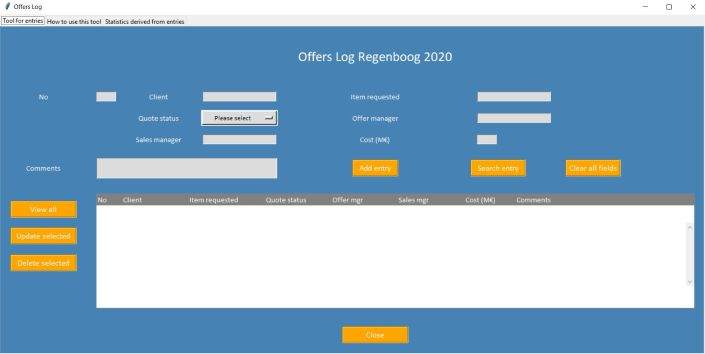 Offers Log
Tool for entries How to use this tool Statistics derived from entries
Offers Log Regenboog 2020
No Client Item requested
Quote status Please select Offer manager
Sales manager Cost (M€)
Comments Add entry Search entry Clear all fields
No Client Item requested Quote status Offer mgr Sales mgr Cost (M€) Comments
View all
Update selected
Delete selected
Close